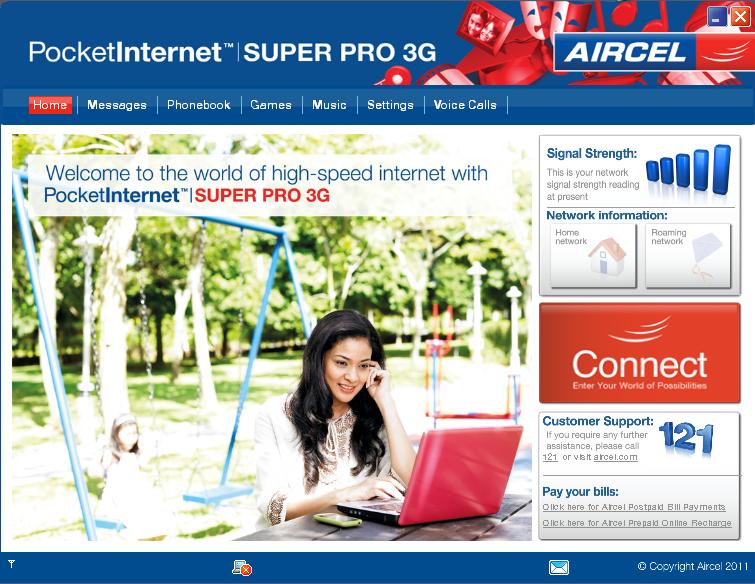 PocketInternet™ | SUPER PRO 3G
AIRCEL
Home
Messages
Phonebook
Games
Music
Settings
Voice Calls
Welcome to the world of high-speed internet with
PocketInternet™|SUPER PRO 3G
Signal Strength:
This is your network
signal strength reading
at present
Network information:
Home
network
Roaming
network
Connect
Enter Your World of Possibilities
Customer Support:
If you require any further
assistance, please call
121 or visit aircel.com
121
Pay your bills:
Click here for Aircel Postpaid Bill Payments
Click here for Aircel Prepaid Online Recharge
© Copyright Aircel 2011